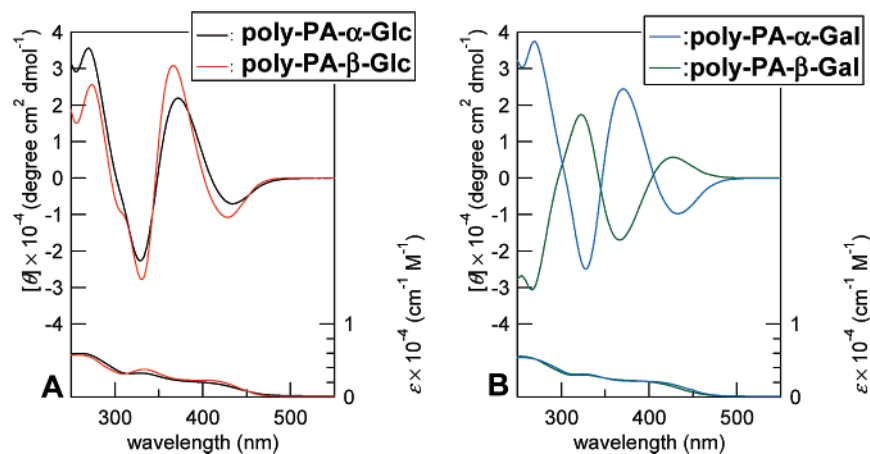 — : poly-PA-α-Glc
— : poly-PA-β-Glc
[θ] × 10⁻⁴ (degree cm² dmol⁻¹)
4
3
2
1
0
-1
-2
-3
-4
1
0
ε × 10⁻⁴ (cm⁻¹ M⁻¹)
A
300
400
500
wavelength (nm)
— :poly-PA-α-Gal
— :poly-PA-β-Gal
[θ] × 10⁻⁴ (degree cm² dmol⁻¹)
4
3
2
1
0
-1
-2
-3
-4
1
0
ε × 10⁻⁴ (cm⁻¹ M⁻¹)
B
300
400
500
wavelength (nm)